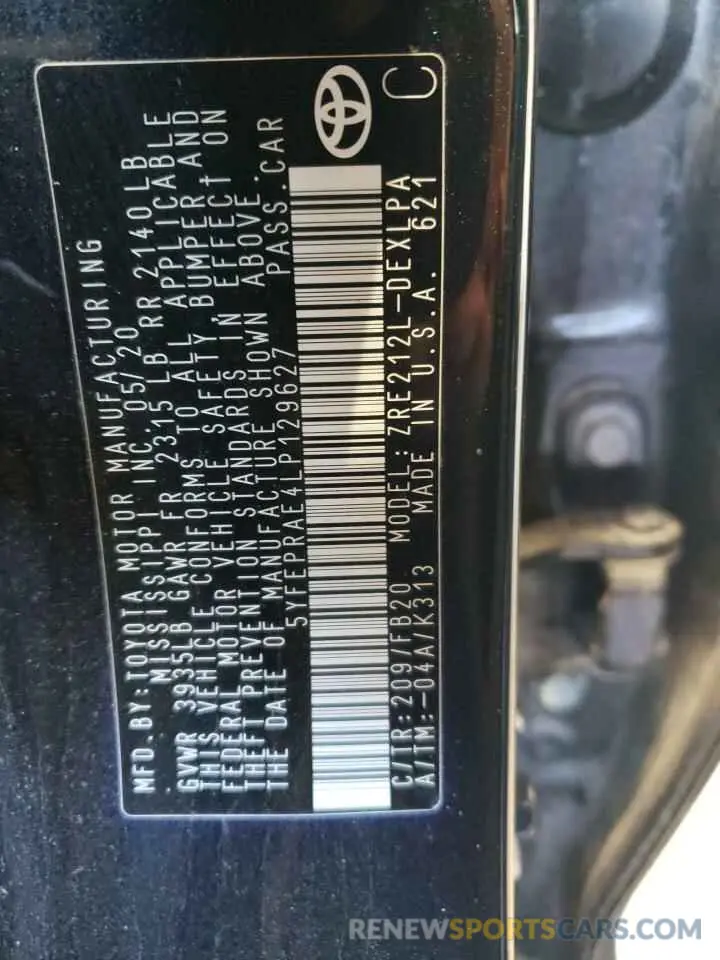 MFD.BY:TOYOTA MOTOR MANUFACTURING
MISSISSIPPI INC. 05/20
GVWR 3935LB GAWR FR 2315 LB RR 2140LB
THIS VEHICLE CONFORMS TO ALL APPLICABLE
FEDERAL MOTOR VEHICLE SAFETY, BUMPER AND
THEFT PREVENTION STANDARDS IN EFFECT ON
THE DATE OF MANUFACTURE SHOWN ABOVE.
5YFEPRAE4LP129627 PASS.CAR
C/TR:209/FB20 MODEL:ZRE212L-DEXLPA
A/TM:-04A/K313 MADE IN U.S.A. 621
C
RENEWSPORTSCARS.COM